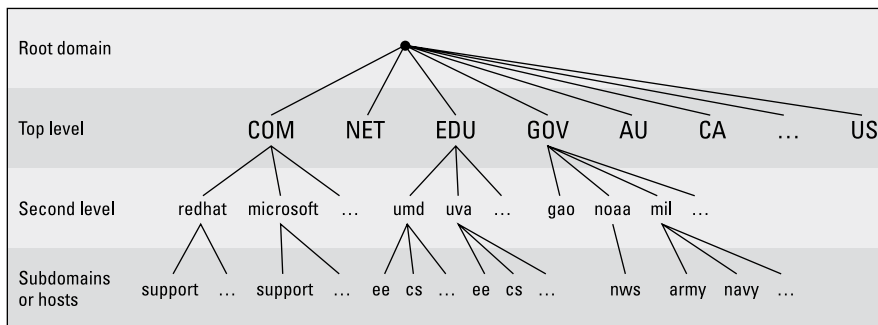 Root domain
Top level COM NET EDU GOV AU CA ... US
Second level redhat microsoft ... umd uva ... gao noaa mil ...
Subdomains
or hosts support ... support ... ee cs ... ee cs ... nws army navy ...